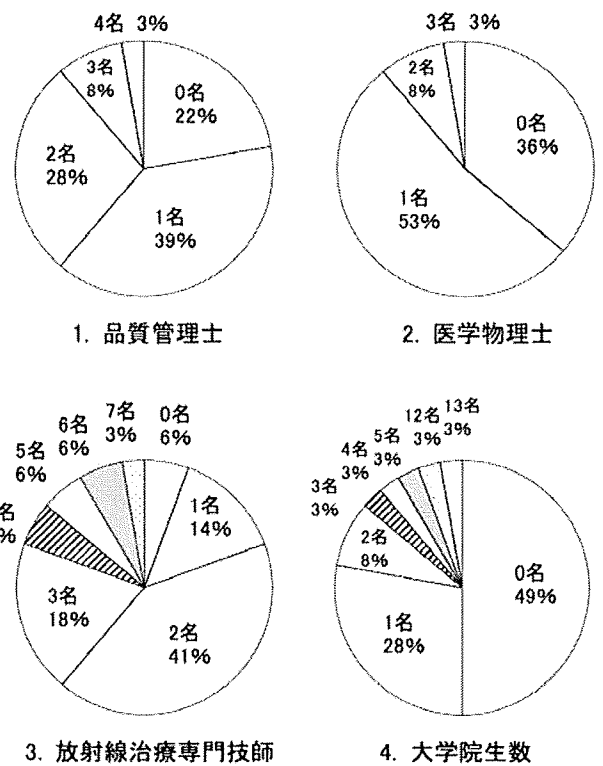 4名 3%
3名
8%
0名
22%
2名
28%
1名
39%
1. 品質管理士
3名 3%
2名
8%
0名
36%
1名
53%
2. 医学物理士
7名
3%
0名
6%
6名
6%
5名
6%
名
%
1名
14%
3名
18%
2名
41%
3. 放射線治療専門技師
12名
3%
13名
3%
5名
3%
4名
3%
3名
3%
2名
8%
0名
49%
1名
28%
4. 大学院生数